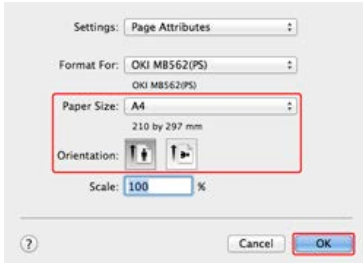 Settings: Page Attributes
Format For: OKI MB562(PS)
OKI MB562(PS)
Paper Size: A4
210 by 297 mm
Orientation:
Scale: 100 %
? Cancel OK